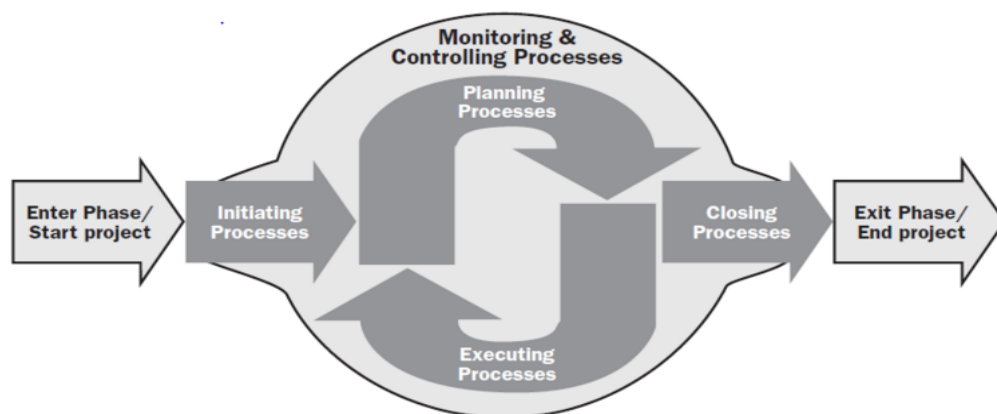 Monitoring &
Controlling Processes
Planning
Processes
Enter Phase/
Start project
Initiating
Processes
Closing
Processes
Exit Phase/
End project
Executing
Processes